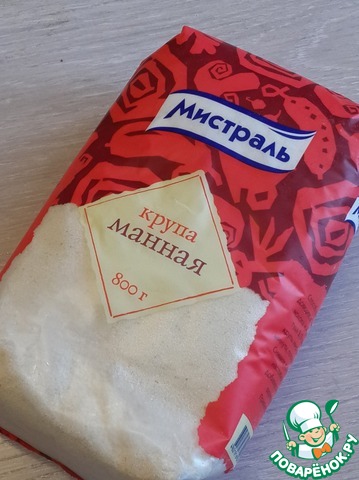 Мистраль
крупа
манная
800 г
М
ПОВАРЁНОК.РУ